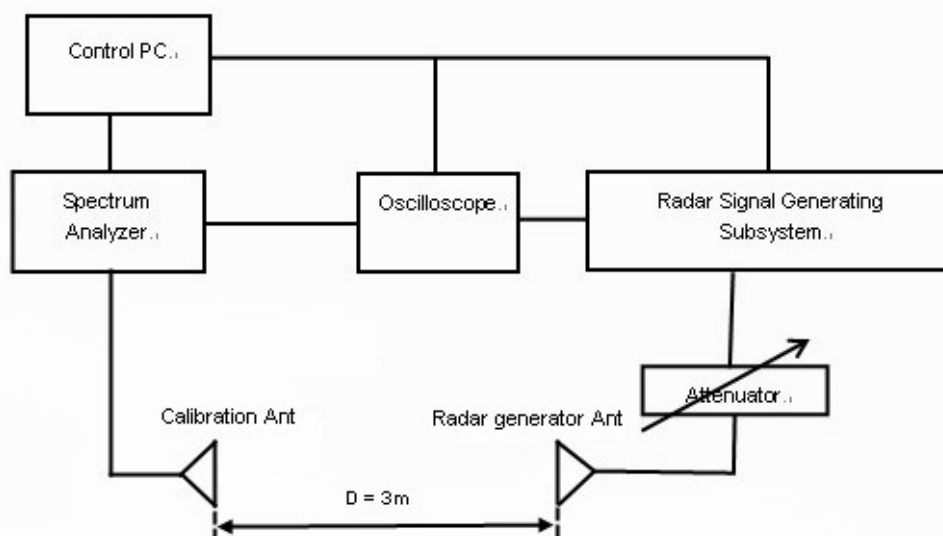 Control PC
Spectrum
Analyzer
Oscilloscope
Radar Signal Generating
Subsystem
Attenuator
Calibration Ant
Radar generator Ant
D = 3m